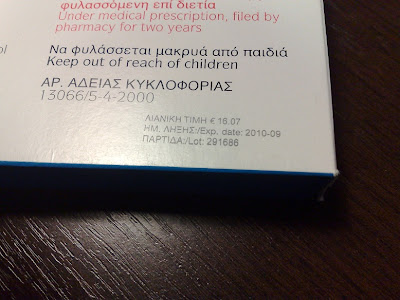 φυλασσόμενη επί διετία
Under medical prescription, filed by
pharmacy for two years
ol
Να φυλάσσεται μακρυά από παιδιά
Keep out of reach of children
ΑΡ. ΑΔΕΙΑΣ ΚΥΚΛΟΦΟΡΙΑΣ
13066/5-4-2000
ΛΙΑΝΙΚΗ ΤΙΜΗ € 16.07
ΗΜ. ΛΗΞΗΣ:/Exp. date: 2010-09
ΠΑΡΤΙΔΑ:/Lot: 291686